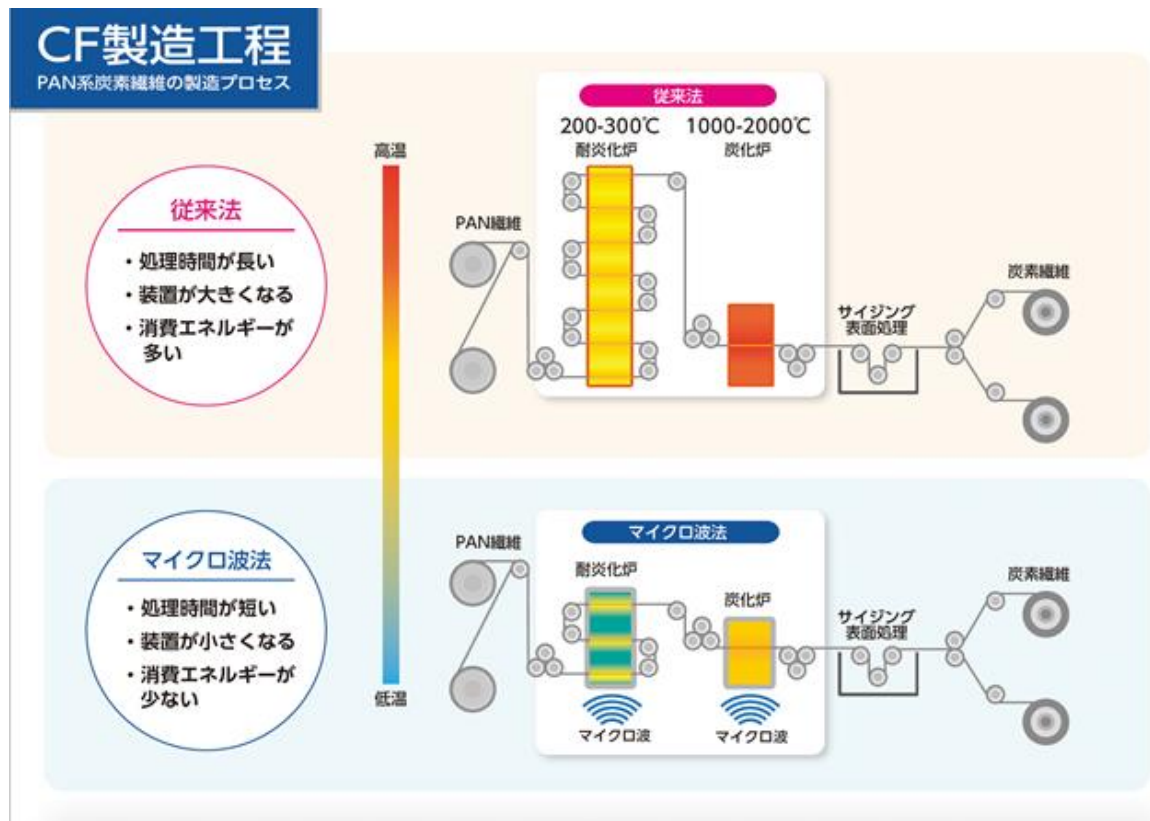 CF製造工程
PAN系炭素繊維の製造プロセス
従来法
200-300℃
1000-2000℃
耐炎化炉
炭化炉
高温
従来法
・処理時間が長い
・装置が大きくなる
・消費エネルギーが
多い
PAN繊維
サイジング
表面処理
炭素繊維
マイクロ波法
マイクロ波法
・処理時間が短い
・装置が小さくなる
・消費エネルギーが
少ない
低温
PAN繊維
耐炎化炉
炭化炉
マイクロ波
マイクロ波
サイジング
表面処理
炭素繊維